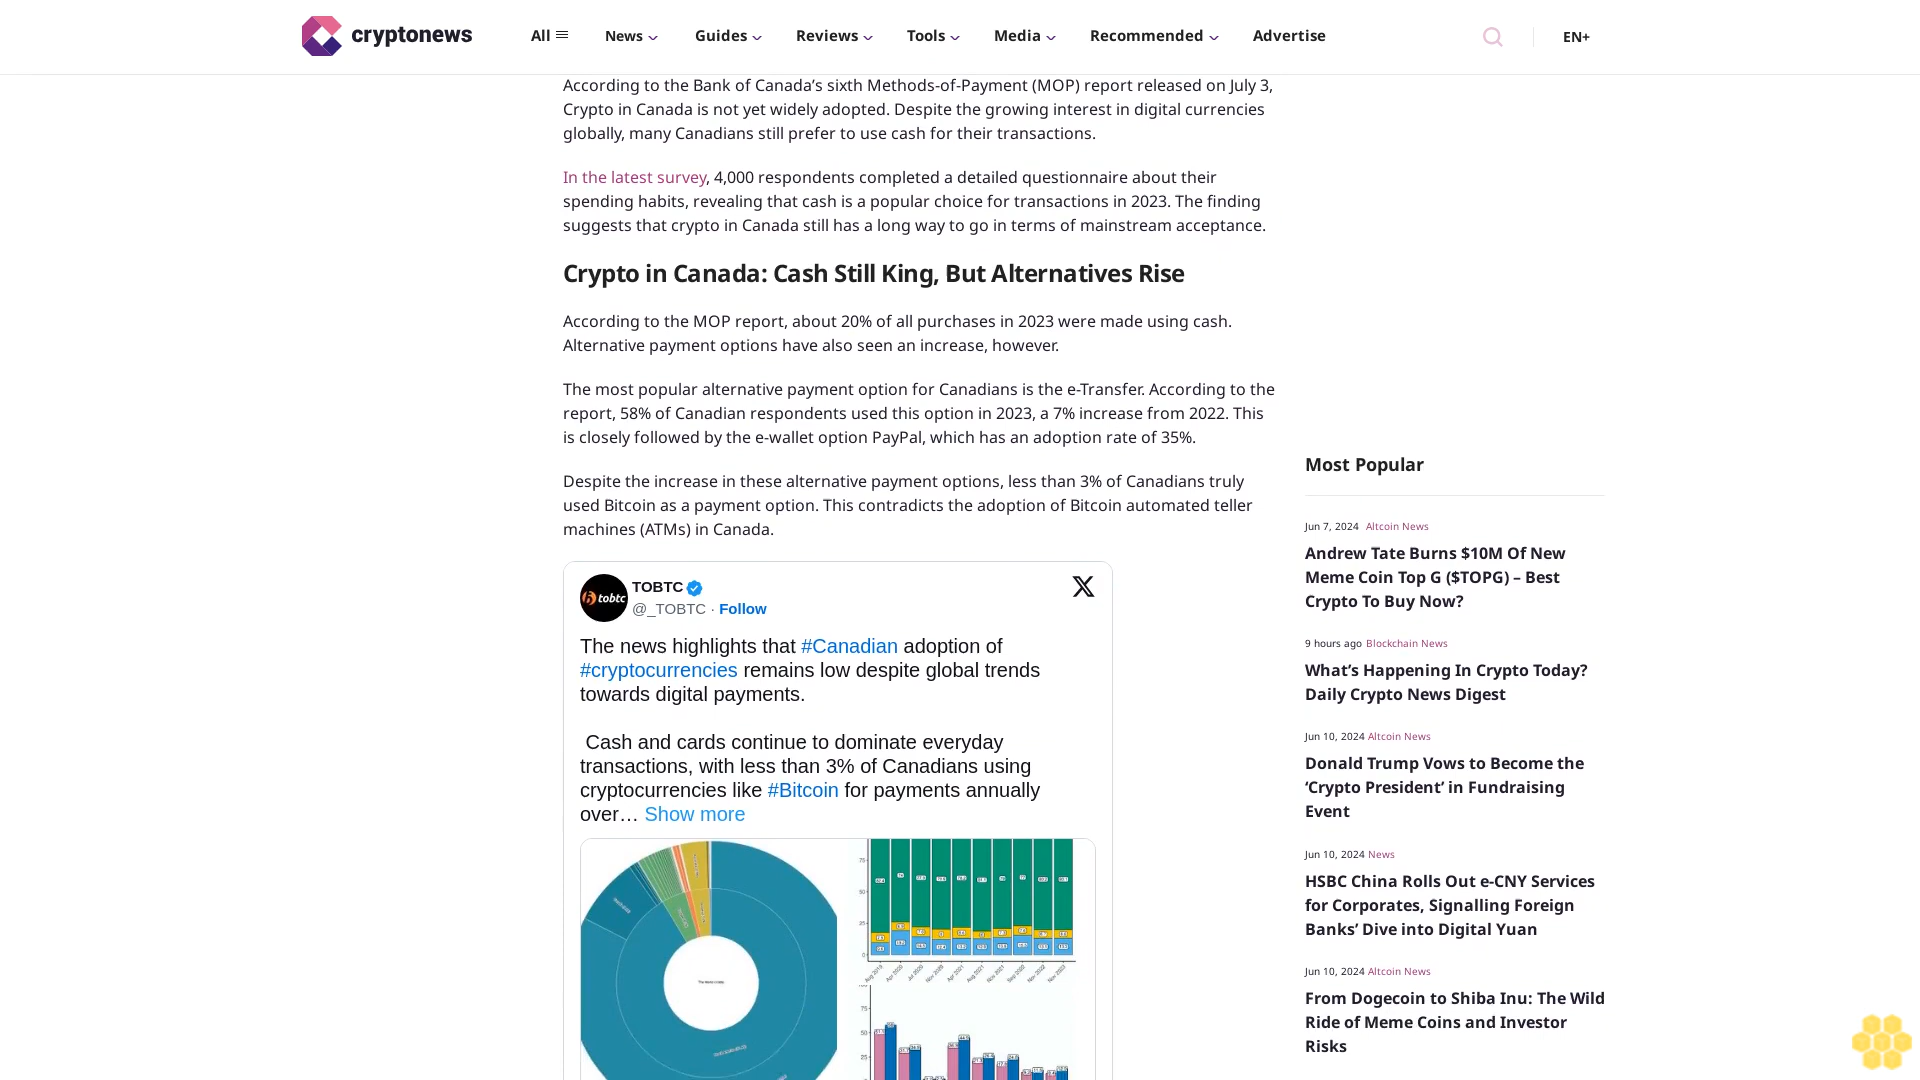 cryptonews
All
News
Guides
Reviews
Tools
Media
Recommended
Advertise
EN+
According to the Bank of Canada’s sixth Methods-of-Payment (MOP) report released on July 3,
Crypto in Canada is not yet widely adopted. Despite the growing interest in digital currencies
globally, many Canadians still prefer to use cash for their transactions.
In the latest survey, 4,000 respondents completed a detailed questionnaire about their
spending habits, revealing that cash is a popular choice for transactions in 2023. The finding
suggests that crypto in Canada still has a long way to go in terms of mainstream acceptance.
Crypto in Canada: Cash Still King, But Alternatives Rise
According to the MOP report, about 20% of all purchases in 2023 were made using cash.
Alternative payment options have also seen an increase, however.
The most popular alternative payment option for Canadians is the e-Transfer. According to the
report, 58% of Canadian respondents used this option in 2023, a 7% increase from 2022. This
is closely followed by the e-wallet option PayPal, which has an adoption rate of 35%.
Despite the increase in these alternative payment options, less than 3% of Canadians truly
used Bitcoin as a payment option. This contradicts the adoption of Bitcoin automated teller
machines (ATMs) in Canada.
tobtc
TOBTC
@_TOBTC · Follow
The news highlights that #Canadian adoption of
#cryptocurrencies remains low despite global trends
towards digital payments.
Cash and cards continue to dominate everyday
transactions, with less than 3% of Canadians using
cryptocurrencies like #Bitcoin for payments annually
over… Show more
Most Popular
Jun 7, 2024 Altcoin News
Andrew Tate Burns $10M Of New
Meme Coin Top G ($TOPG) – Best
Crypto To Buy Now?
9 hours ago Blockchain News
What’s Happening In Crypto Today?
Daily Crypto News Digest
Jun 10, 2024 Altcoin News
Donald Trump Vows to Become the
‘Crypto President’ in Fundraising
Event
Jun 10, 2024 News
HSBC China Rolls Out e-CNY Services
for Corporates, Signalling Foreign
Banks’ Dive into Digital Yuan
Jun 10, 2024 Altcoin News
From Dogecoin to Shiba Inu: The Wild
Ride of Meme Coins and Investor
Risks